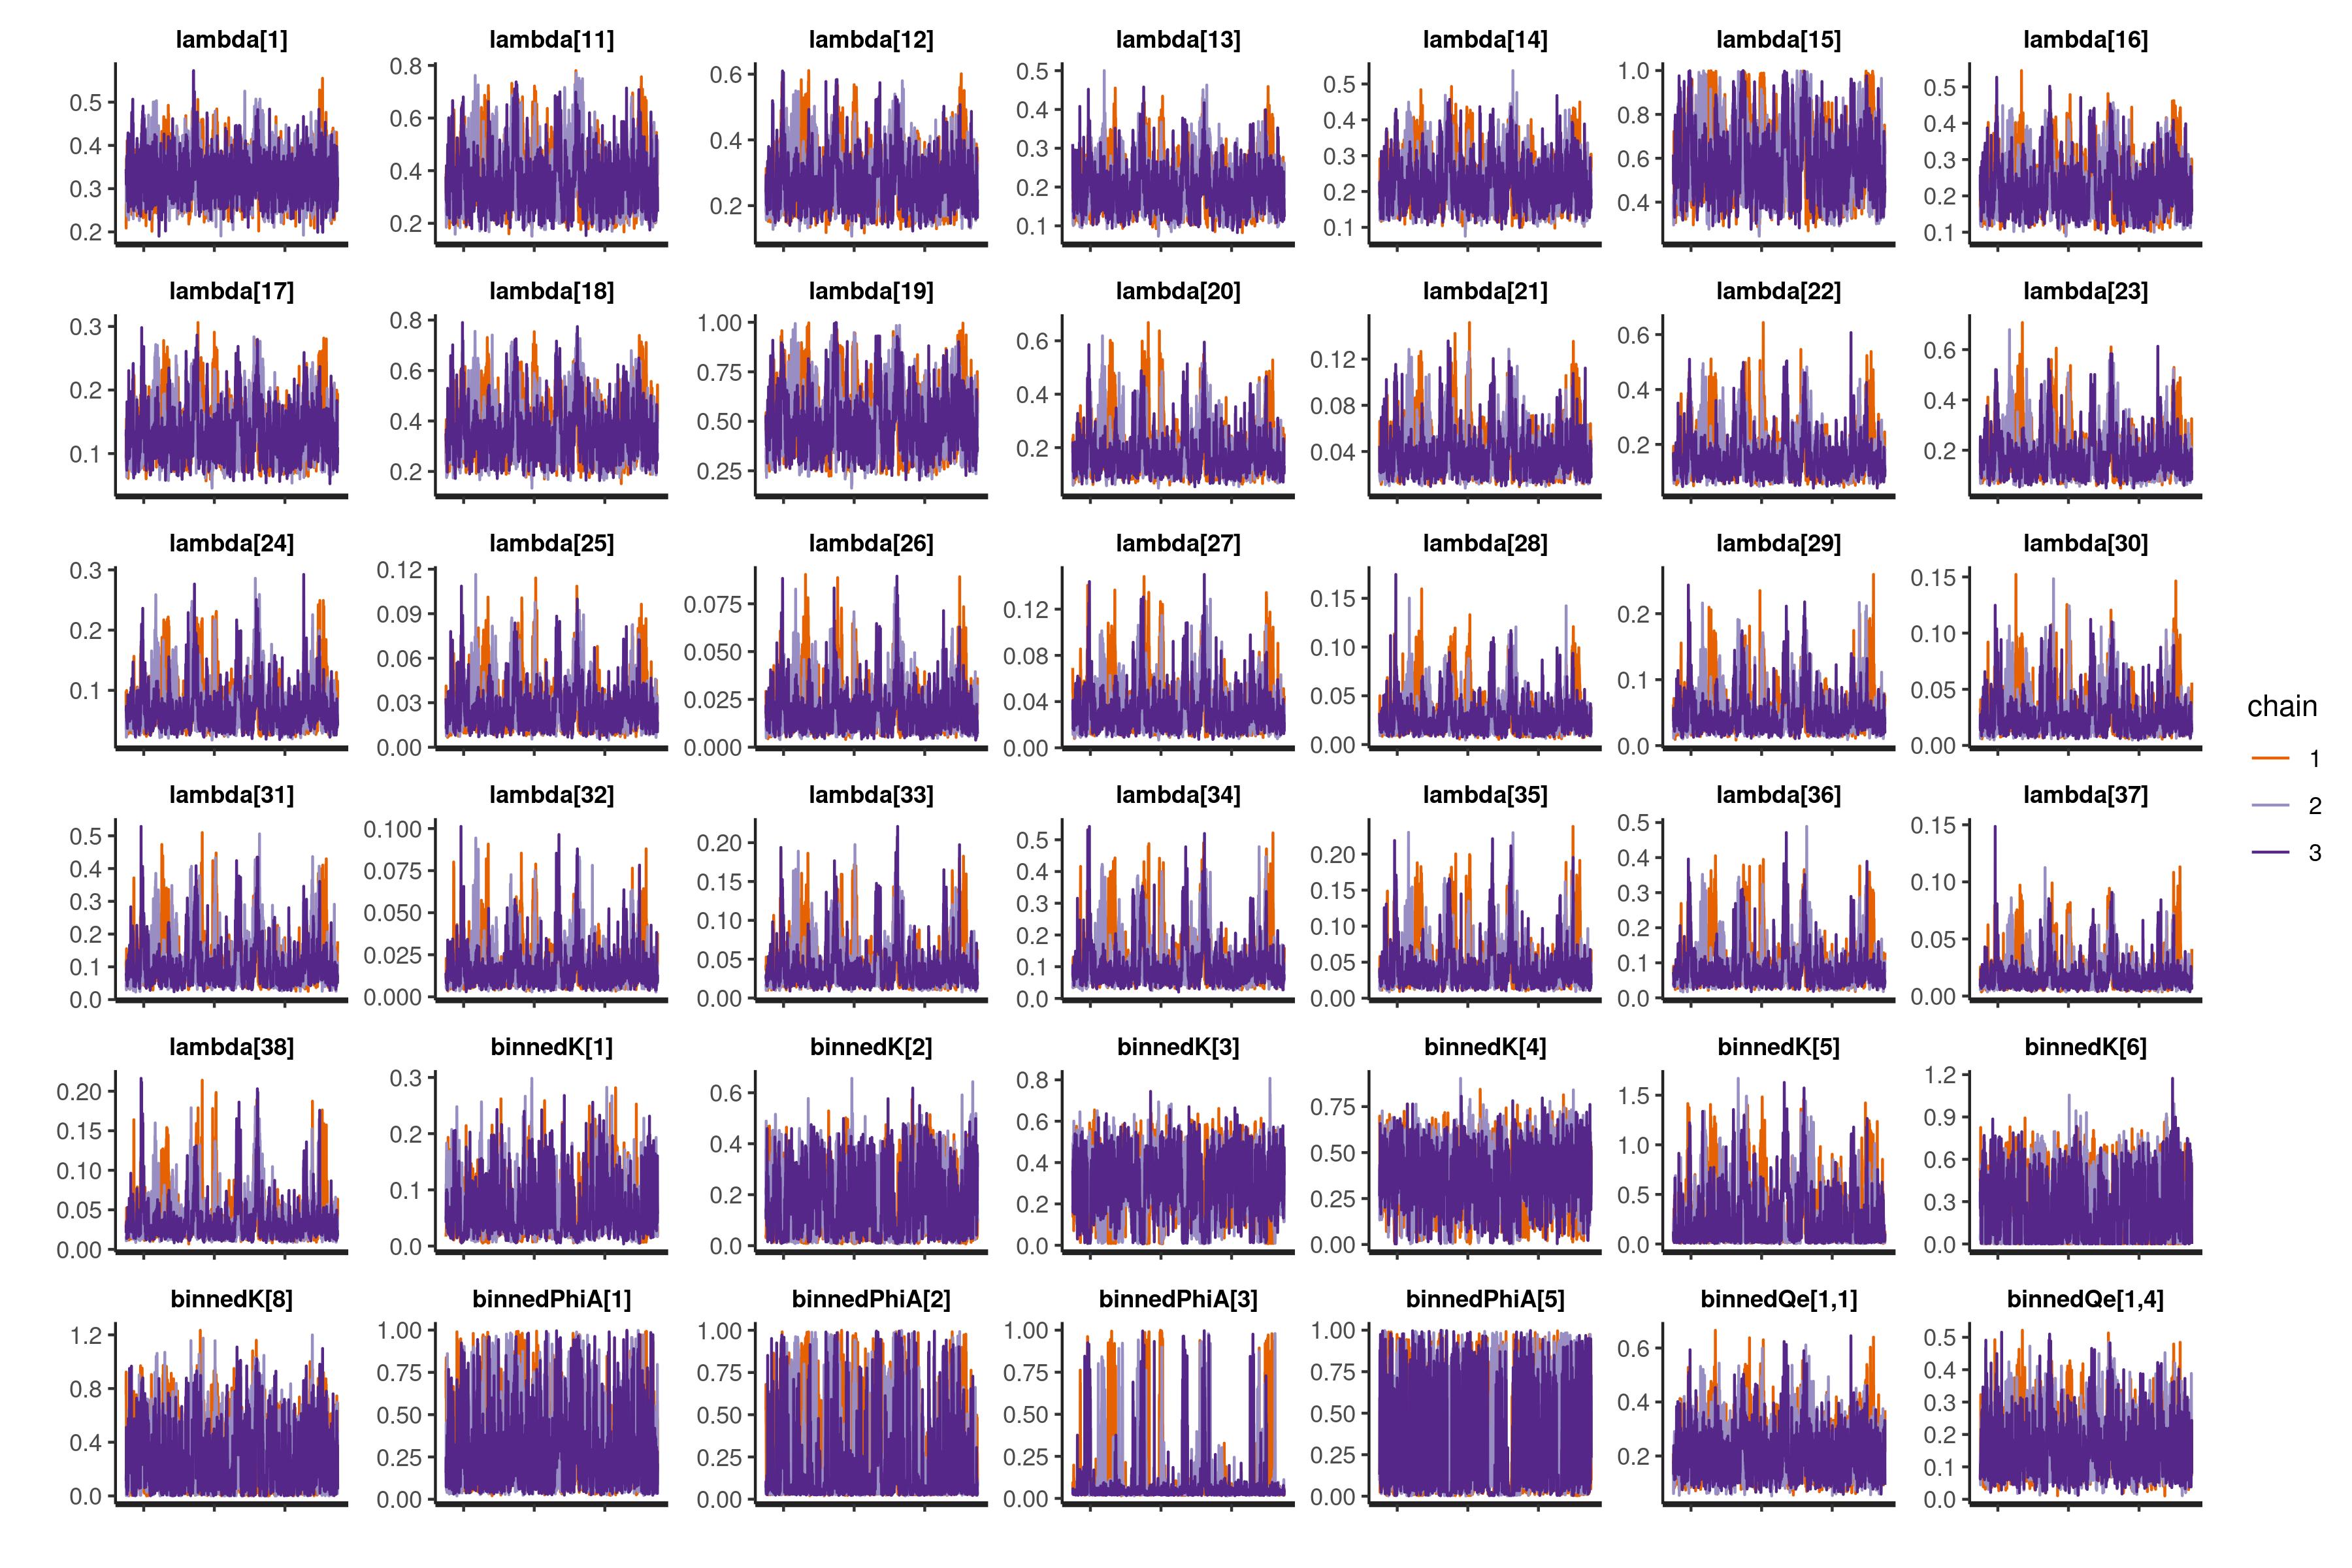 lambda[1] lambda[11] lambda[12] lambda[13] lambda[14] lambda[15] lambda[16]
0.5 0.4 0.3 0.2
0.8 0.6 0.4 0.2
0.6 0.4 0.2
0.5 0.4 0.3 0.2 0.1
0.5 0.4 0.3 0.2 0.1
1.0 0.8 0.6 0.4
0.5 0.4 0.3 0.2 0.1
lambda[17] lambda[18] lambda[19] lambda[20] lambda[21] lambda[22] lambda[23]
0.3 0.2 0.1
0.8 0.6 0.4 0.2
1.00 0.75 0.50 0.25
0.6 0.4 0.2
0.12 0.08 0.04
0.6 0.4 0.2
0.6 0.4 0.2
lambda[24] lambda[25] lambda[26] lambda[27] lambda[28] lambda[29] lambda[30]
0.3 0.2 0.1
0.12 0.09 0.06 0.03 0.00
0.075 0.050 0.025 0.000
0.12 0.08 0.04 0.00
0.15 0.10 0.05 0.00
0.2 0.1 0.0
0.15 0.10 0.05 0.00
lambda[31] lambda[32] lambda[33] lambda[34] lambda[35] lambda[36] lambda[37]
0.5 0.4 0.3 0.2 0.1 0.0
0.100 0.075 0.050 0.025 0.000
0.20 0.15 0.10 0.05 0.00
0.5 0.4 0.3 0.2 0.1 0.0
0.20 0.15 0.10 0.05 0.00
0.5 0.4 0.3 0.2 0.1 0.0
0.15 0.10 0.05 0.00
lambda[38] binnedK[1] binnedK[2] binnedK[3] binnedK[4] binnedK[5] binnedK[6]
0.20 0.15 0.10 0.05 0.00
0.3 0.2 0.1 0.0
0.6 0.4 0.2 0.0
0.8 0.6 0.4 0.2 0.0
0.75 0.50 0.25 0.00
1.5 1.0 0.5 0.0
1.2 0.9 0.6 0.3 0.0
binnedK[8] binnedPhiA[1] binnedPhiA[2] binnedPhiA[3] binnedPhiA[5] binnedQe[1,1] binnedQe[1,4]
1.2 0.8 0.4 0.0
1.00 0.75 0.50 0.25 0.00
1.00 0.75 0.50 0.25 0.00
1.00 0.75 0.50 0.25 0.00
1.00 0.75 0.50 0.25 0.00
0.6 0.4 0.2
0.5 0.4 0.3 0.2 0.1 0.0
chain
1
2
3